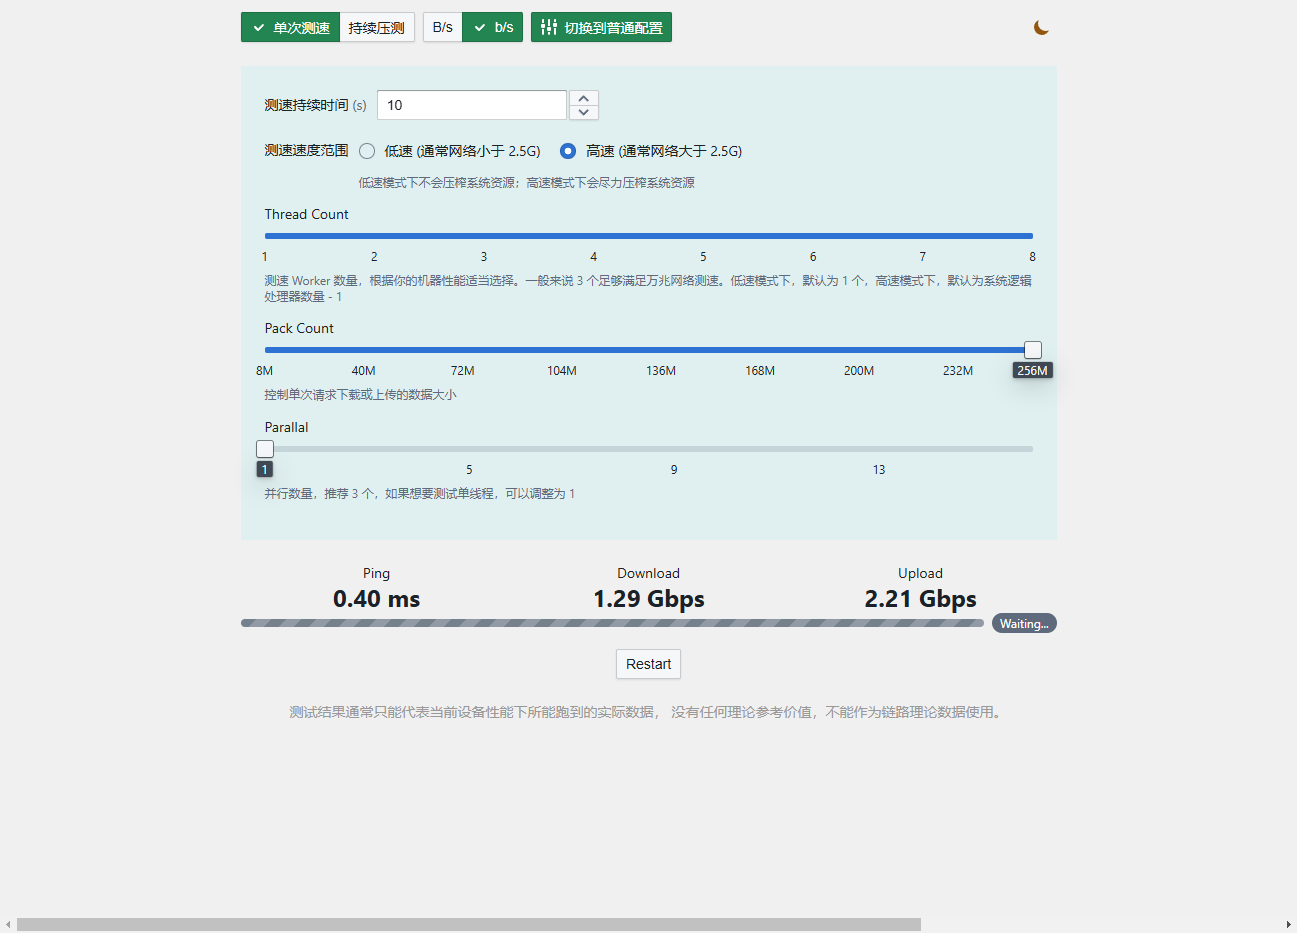 单次测速 持续压测 B/s b/s 切换到普通配置
测速持续时间 (s) 10
测速速度范围 低速 (通常网络小于 2.5G) 高速 (通常网络大于 2.5G)
低速模式下不会压榨系统资源；高速模式下会尽力压榨系统资源
Thread Count
1 2 3 4 5 6 7 8
测速 Worker 数量，根据你的机器性能适当选择。一般来说 3 个足够满足万兆网络测速。低速模式下，默认为 1 个，高速模式下，默认为系统逻辑
处理器数量 - 1
Pack Count
8M 40M 72M 104M 136M 168M 200M 232M 256M
控制单次请求下载或上传的数据大小
Parallal
1 5 9 13
并行数量，推荐 3 个，如果想要测试单线程，可以调整为 1
Ping Download Upload
0.40 ms 1.29 Gbps 2.21 Gbps
Waiting...
Restart
测试结果通常只能代表当前设备性能下所能跑到的实际数据， 没有任何理论参考价值，不能作为链路理论数据使用。